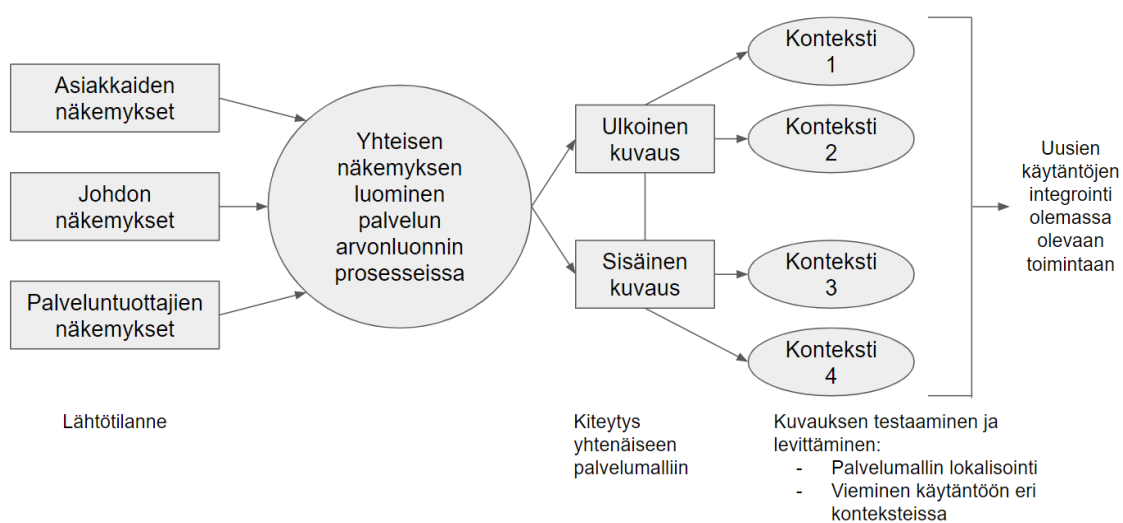 Asiakkaiden
näkemykset
Johdon
näkemykset
Palveluntuottajien
näkemykset
Lähtötilanne
Yhteisen
näkemyksen
luominen
palvelun
arvonluonnin
prosesseissa
Ulkoinen
kuvaus
Sisäinen
kuvaus
Kiteytys
yhtenäiseen
palvelumalliin
Konteksti
1
Konteksti
2
Konteksti
3
Konteksti
4
Kuvauksen testaaminen ja
levittäminen:
- Palvelumallin lokalisointi
- Vieminen käytäntöön eri
konteksteissa
Uusien
käytäntöjen
integrointi
olemassa
olevaan
toimintaan